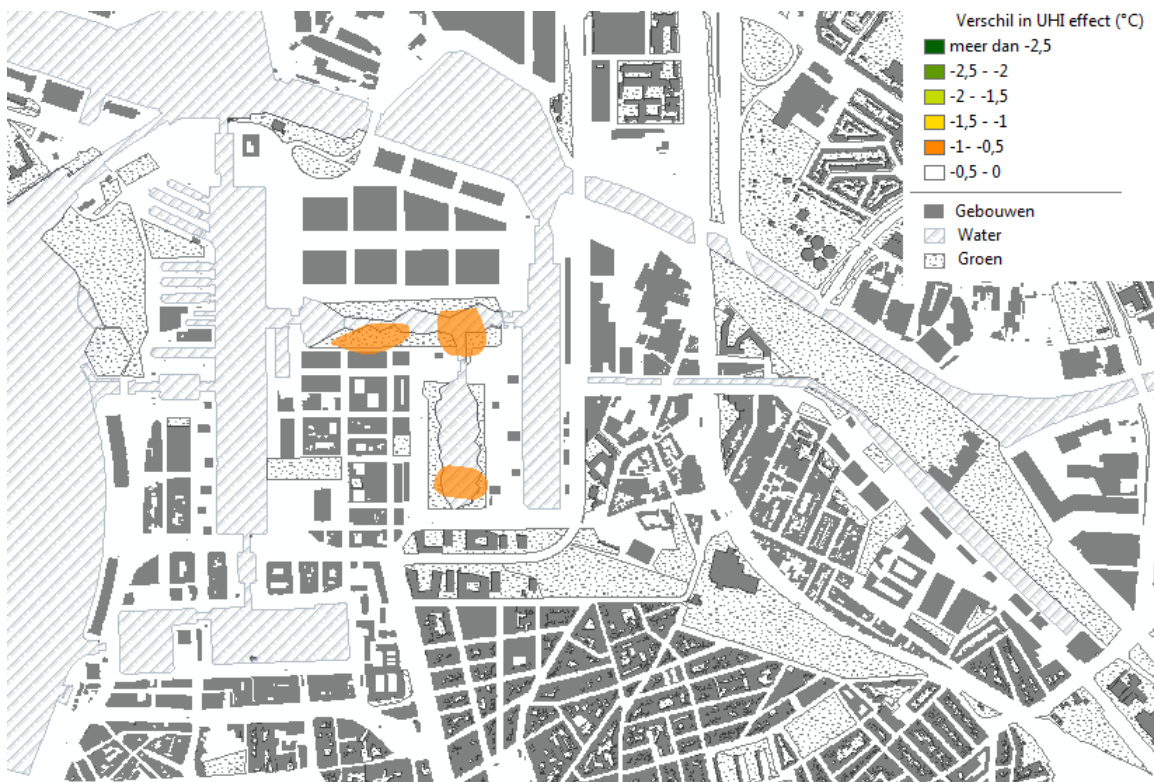 Verschil in UHI effect (°C)
meer dan -2,5
-2,5 - -2
-2 - -1,5
-1,5 - -1
-1- -0,5
-0,5 - 0
Gebouwen
Water
Groen